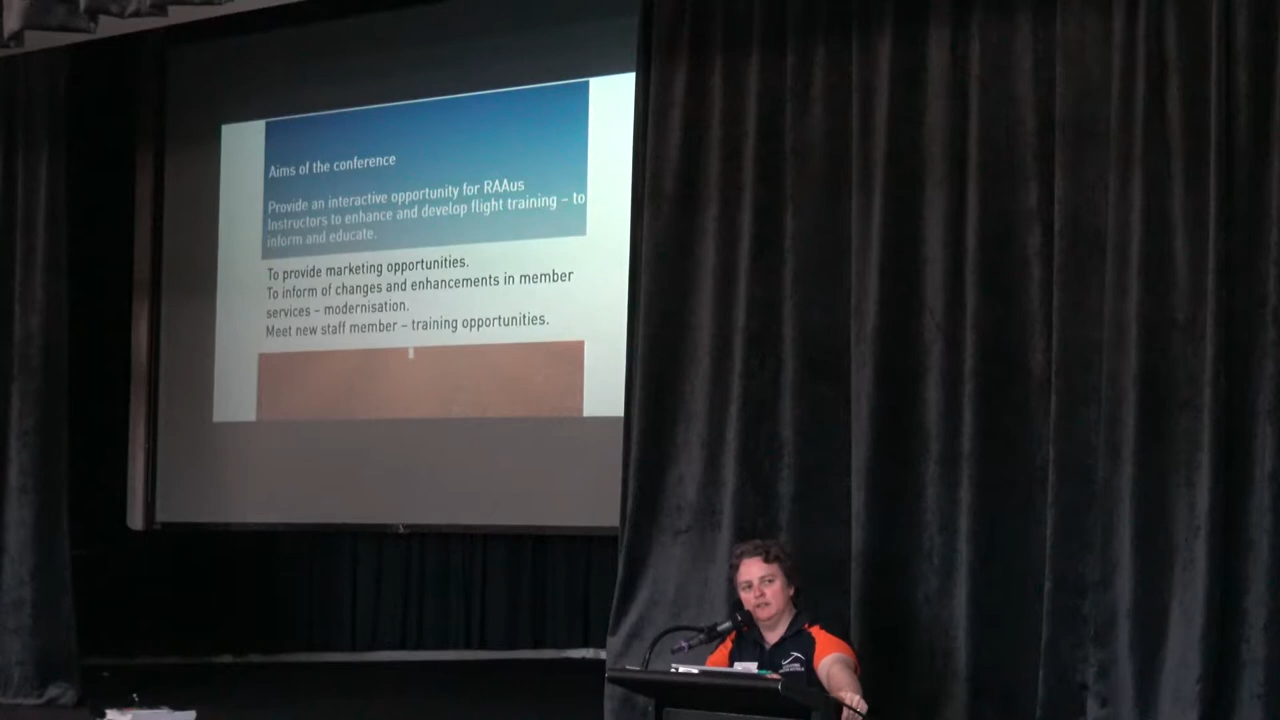 Aims of the conference
Provide an interactive opportunity for RAAus
Instructors to enhance and develop flight training – to
inform and educate.
To provide marketing opportunities.
To inform of changes and enhancements in member
services – modernisation.
Meet new staff member – training opportunities.